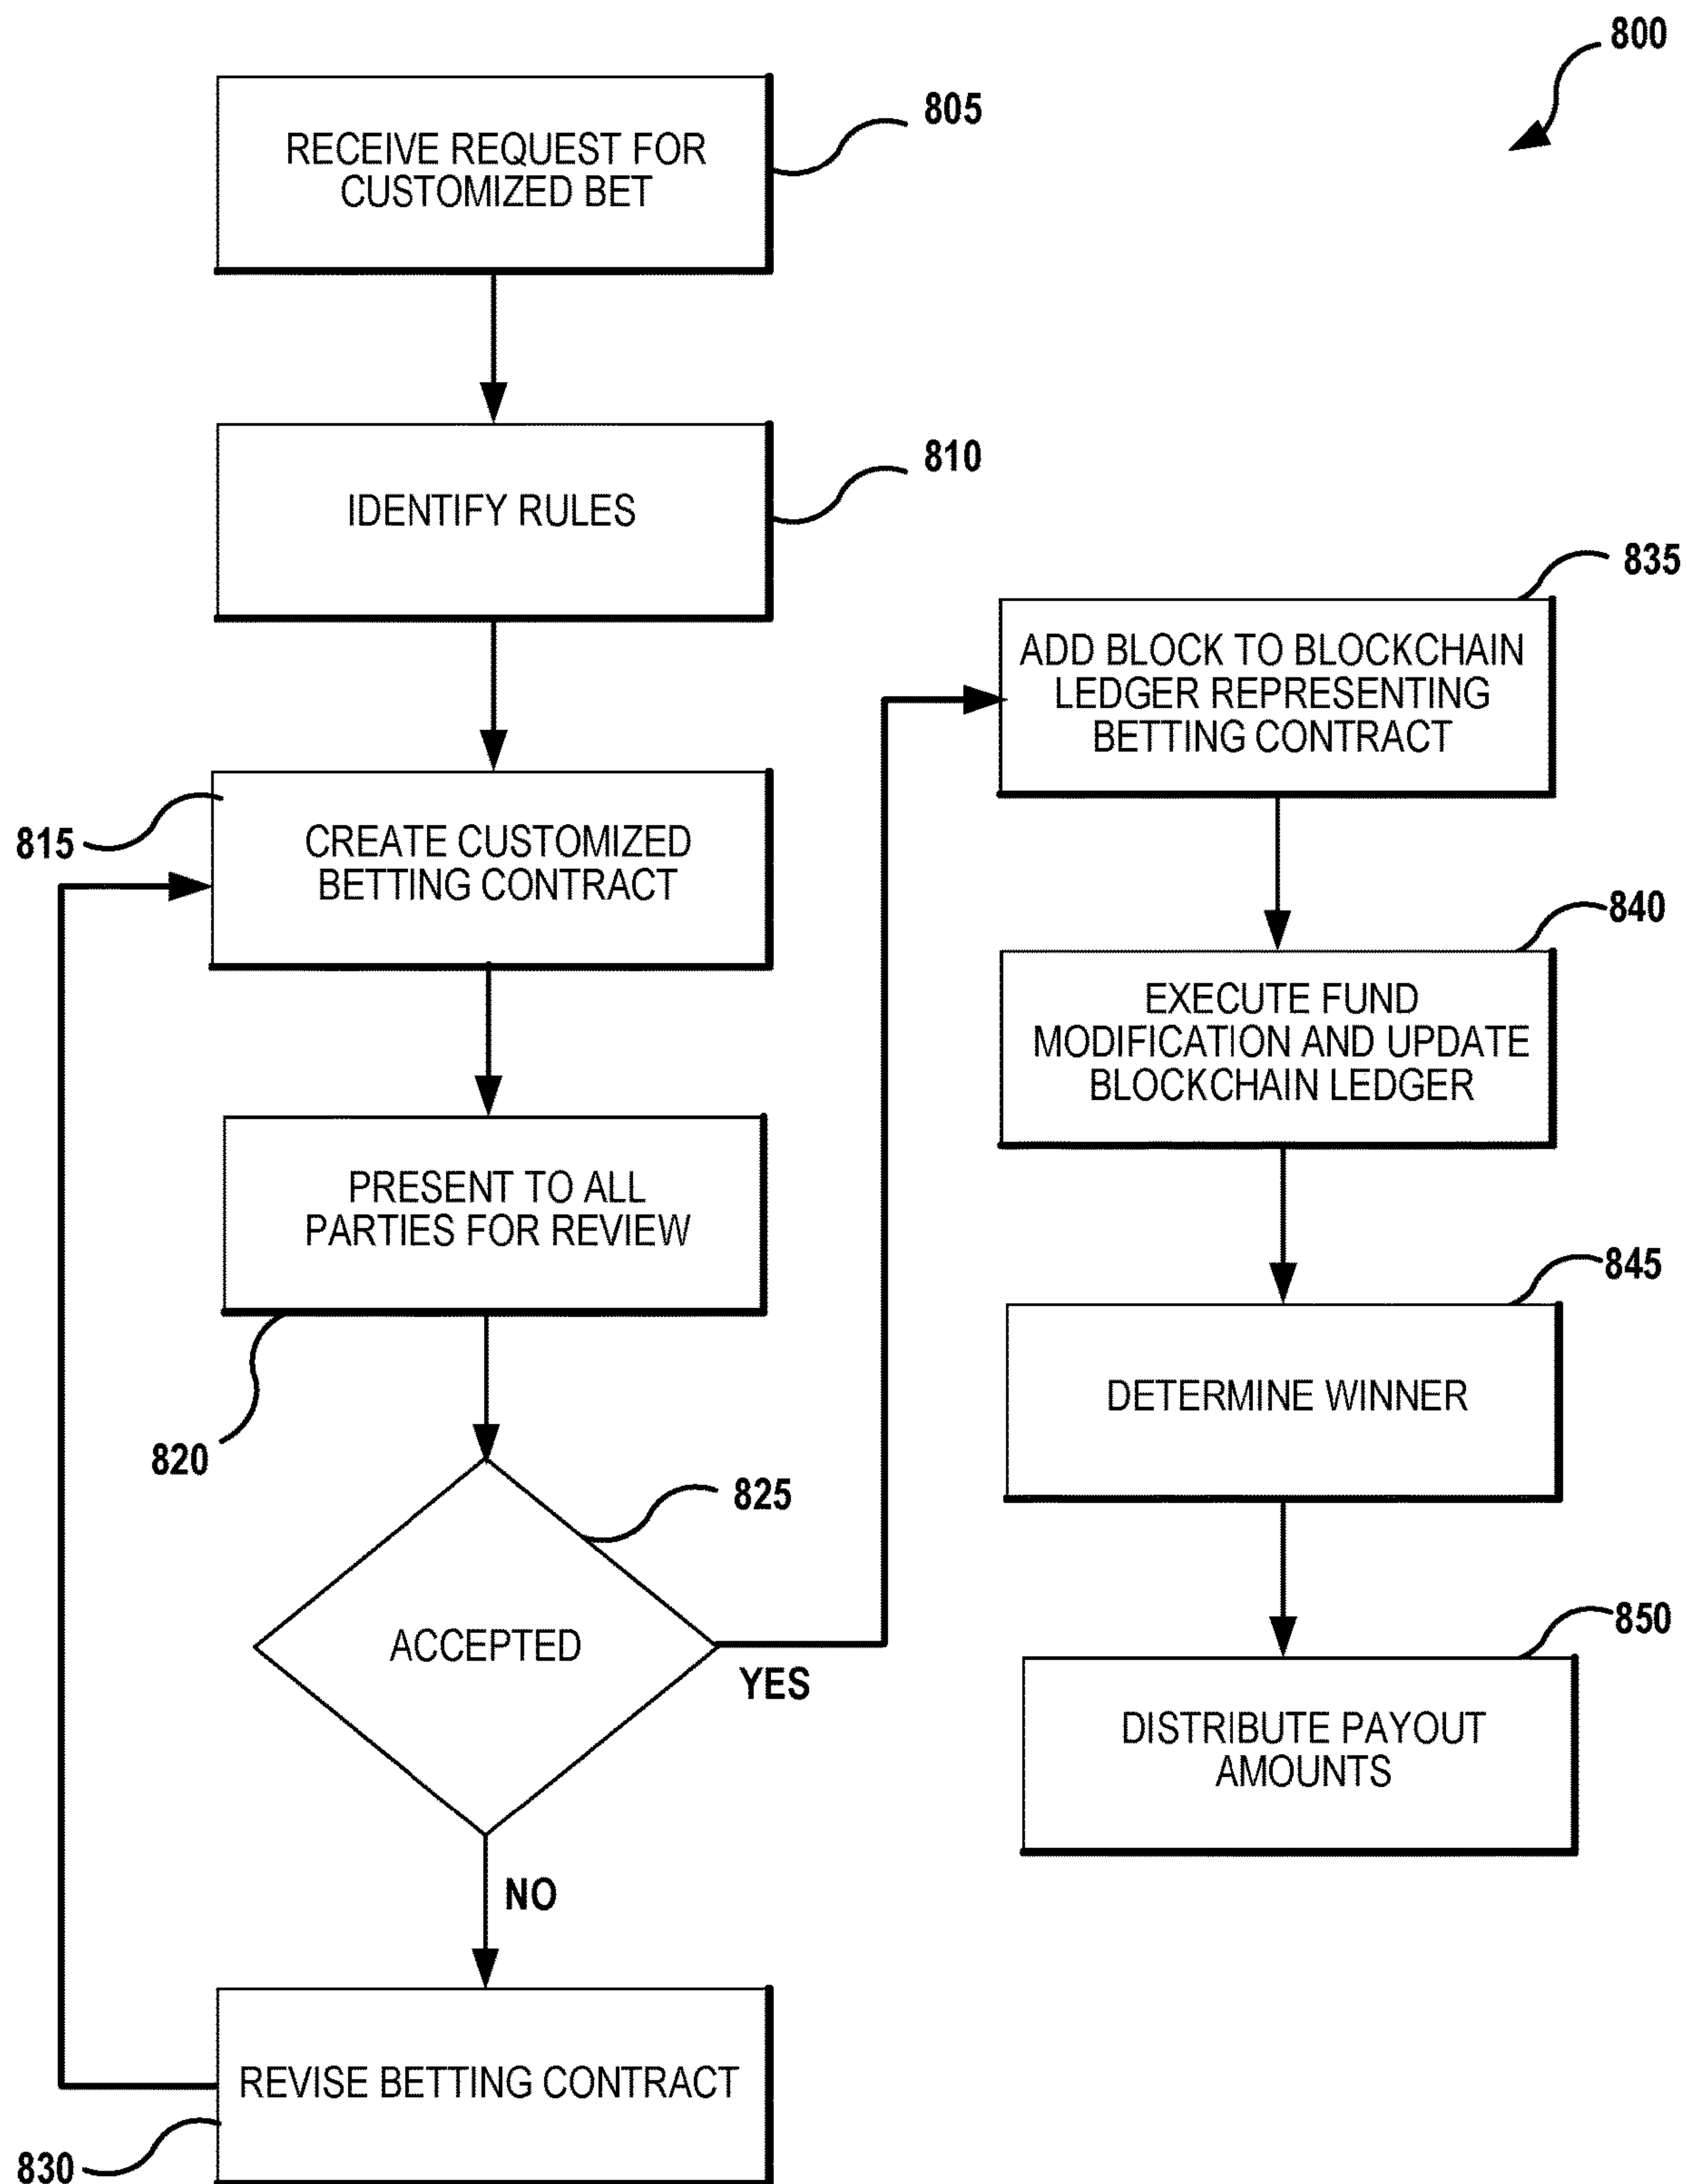 800
RECEIVE REQUEST FOR
CUSTOMIZED BET
805
IDENTIFY RULES
810
CREATE CUSTOMIZED
BETTING CONTRACT
815
PRESENT TO ALL
PARTIES FOR REVIEW
820
ACCEPTED
825
YES
NO
REVISE BETTING CONTRACT
830
835
ADD BLOCK TO BLOCKCHAIN
LEDGER REPRESENTING
BETTING CONTRACT
840
EXECUTE FUND
MODIFICATION AND UPDATE
BLOCKCHAIN LEDGER
845
DETERMINE WINNER
850
DISTRIBUTE PAYOUT
AMOUNTS